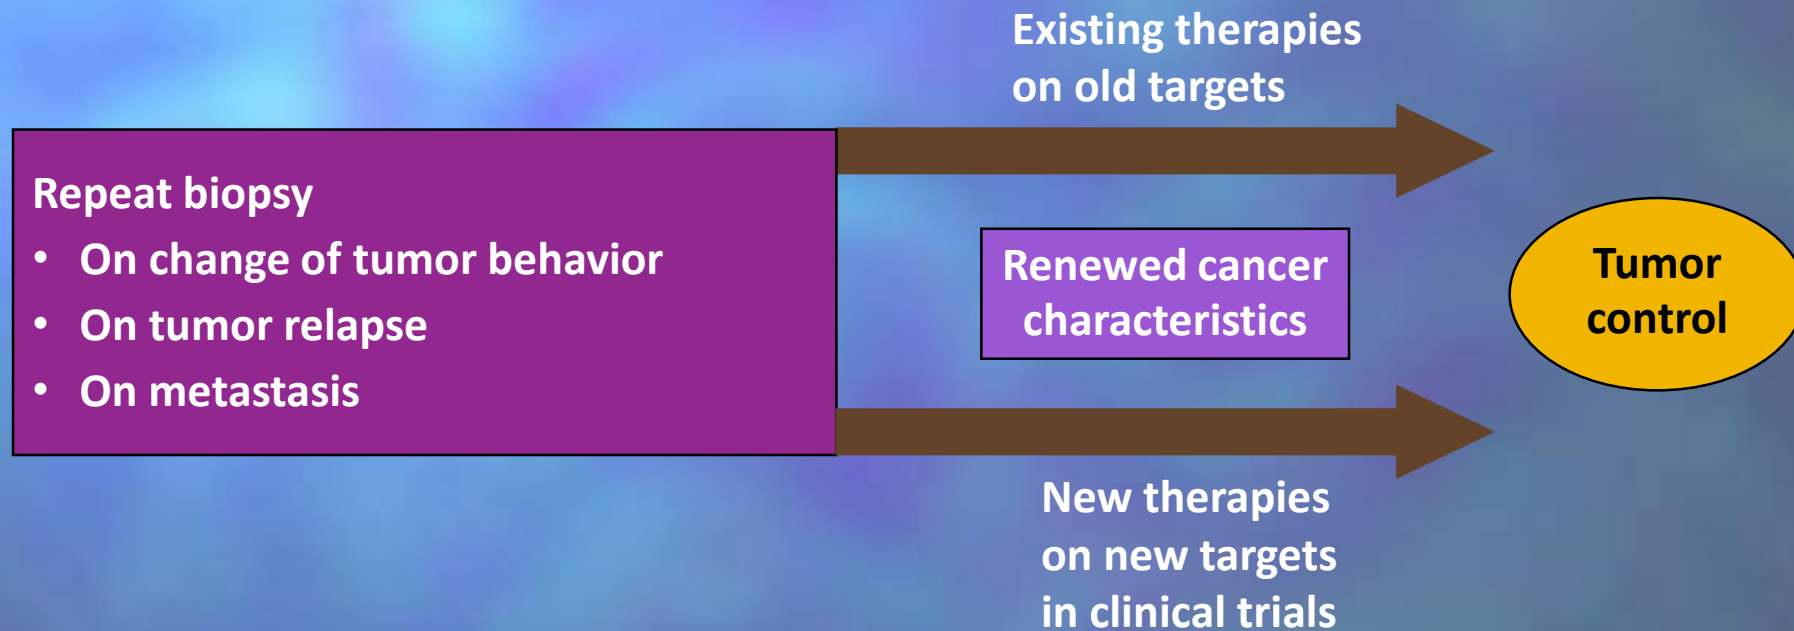 Existing therapies
on old targets
Repeat biopsy
• On change of tumor behavior
• On tumor relapse
• On metastasis
Renewed cancer
characteristics
Tumor
control
New therapies
on new targets
in clinical trials